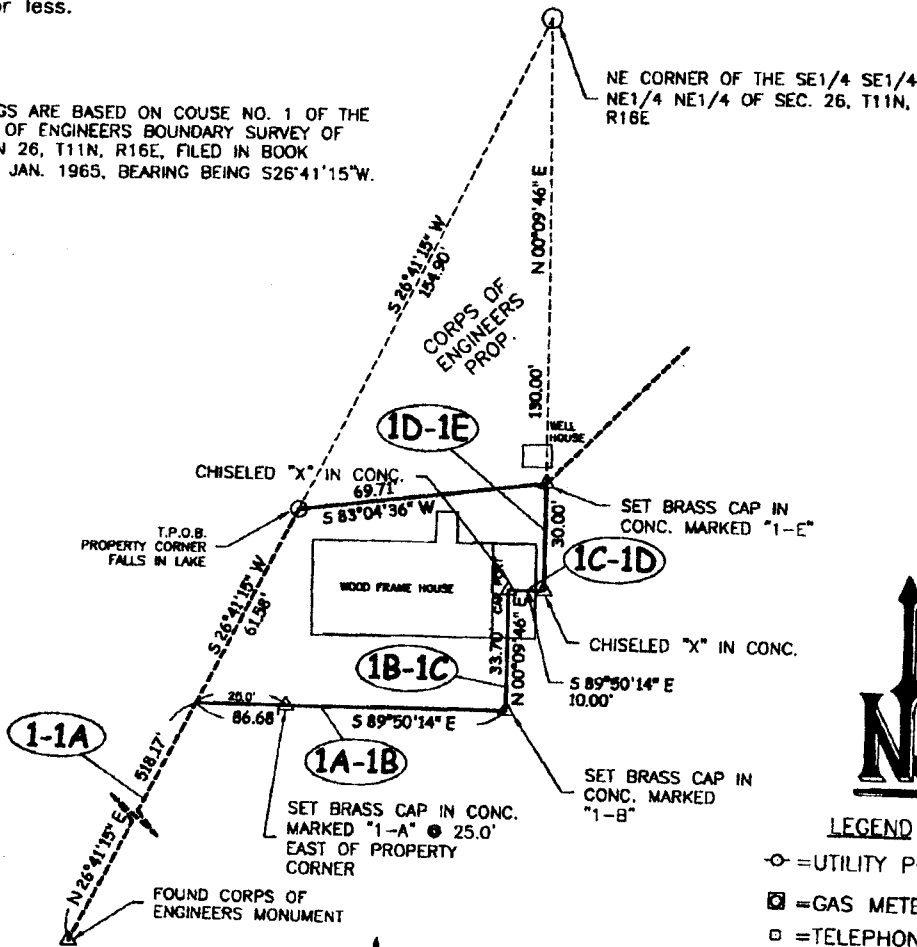 or less.
NE CORNER OF THE SE1/4 SE1/4
NE1/4 NE1/4 OF SEC. 26, T11N,
R16E
GS ARE BASED ON COUSE NO. 1 OF THE
OF ENGINEERS BOUNDARY SURVEY OF
N 26, T11N, R16E, FILED IN BOOK
JAN. 1965, BEARING BEING S26°41'15"W.
S 26°41'15" W
154.90'
N 00°09'46" E
130.00'
CORPS OF
ENGINEERS
PROP.
1D-1E
WELL
HOUSE
CHISELED "X" IN CONC.
69.71'
S 83°04'36" W
T.P.O.B.
PROPERTY CORNER
FALLS IN LAKE
SET BRASS CAP IN
CONC. MARKED "1-E"
30.00'
1C-1D
S 26°41'15" W
61.58'
WOOD FRAME HOUSE
CAR PORT
CHISELED "X" IN CONC.
1B-1C
33.70'
N 00°09'46" E
S 89°50'14" E
10.00'
1-1A
86.68
S 89°50'14" E
1A-1B
518.17'
N 26°41'15" E
SET BRASS CAP IN
CONC. MARKED
"1-B"
SET BRASS CAP IN CONC.
MARKED "1-A" @ 25.0'
EAST OF PROPERTY
CORNER
FOUND CORPS OF
ENGINEERS MONUMENT
N
LEGEND
=UTILITY P
=GAS METE
=TELEPHON